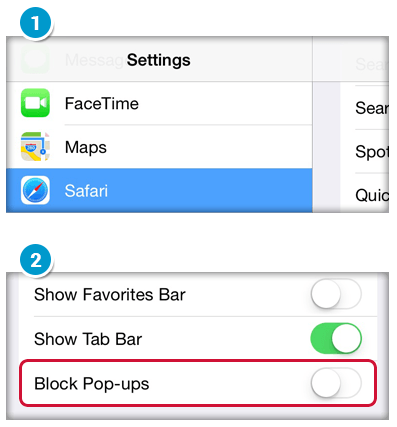 1
Messages
Settings
FaceTime
Maps
Safari
Sear
Sear
Spot
Quic
2
Show Favorites Bar
Show Tab Bar
Block Pop-ups